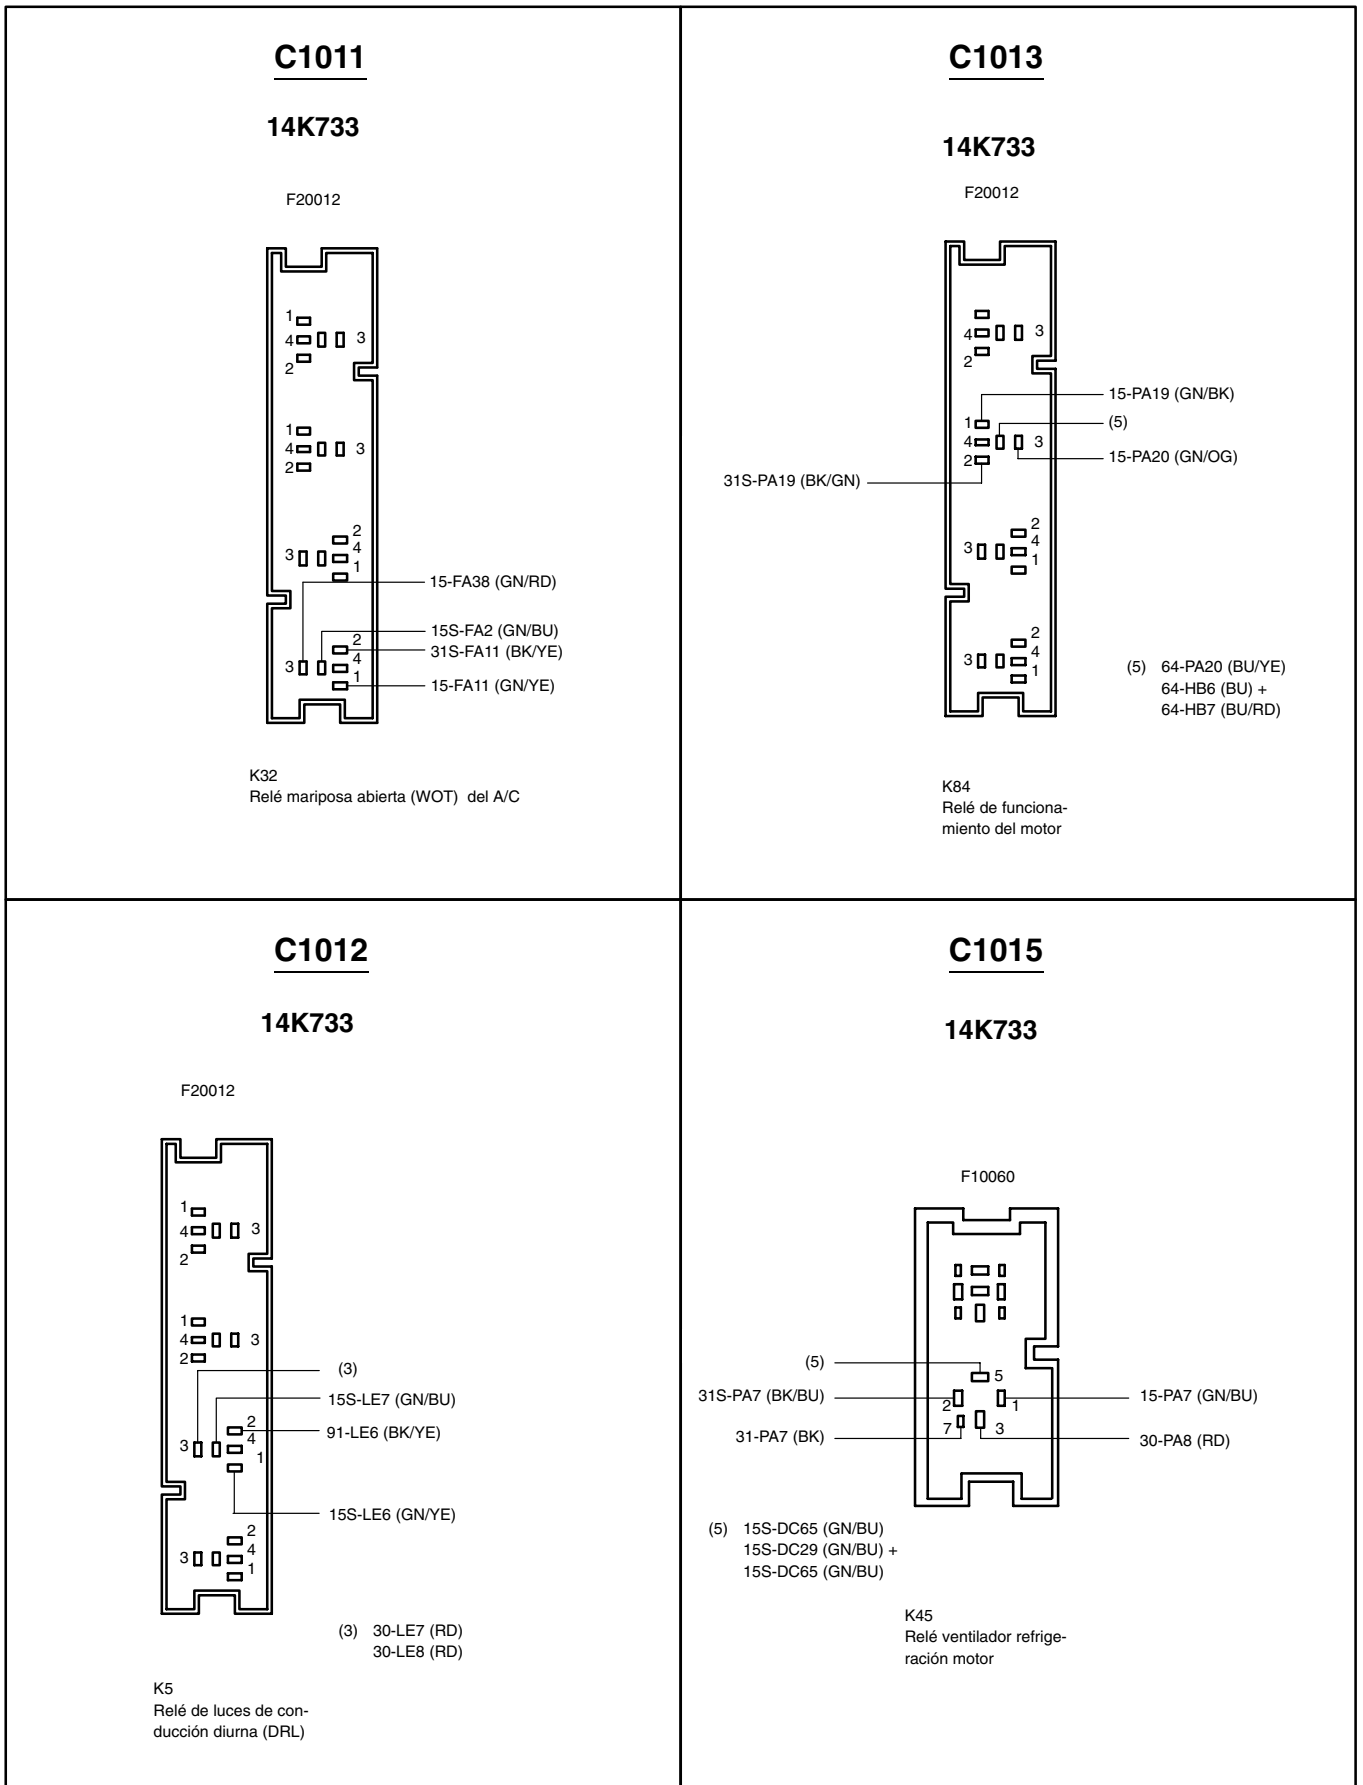 C1011
14K733
F20012
1
4 3
2
1
4 3
2
2
3 4
1
15-FA38 (GN/RD)
15S-FA2 (GN/BU)
2
31S-FA11 (BK/YE)
3 4
1
15-FA11 (GN/YE)
K32
Relé mariposa abierta (WOT) del A/C
C1013
14K733
F20012
4 3
2
15-PA19 (GN/BK)
1
(5)
4 3
2
15-PA20 (GN/OG)
31S-PA19 (BK/GN)
2
3 4
1
2
3 4
1
(5) 64-PA20 (BU/YE)
64-HB6 (BU) +
64-HB7 (BU/RD)
K84
Relé de funciona-
miento del motor
C1012
14K733
F20012
1
4 3
2
1
4 3
2
(3)
15S-LE7 (GN/BU)
2
91-LE6 (BK/YE)
3 4
1
15S-LE6 (GN/YE)
2
3 4
1
(3) 30-LE7 (RD)
30-LE8 (RD)
K5
Relé de luces de con-
ducción diurna (DRL)
C1015
14K733
F10060
(5)
5
31S-PA7 (BK/BU)
15-PA7 (GN/BU)
2 1
31-PA7 (BK)
7 3
30-PA8 (RD)
(5) 15S-DC65 (GN/BU)
15S-DC29 (GN/BU) +
15S-DC65 (GN/BU)
K45
Relé ventilador refrige-
ración motor